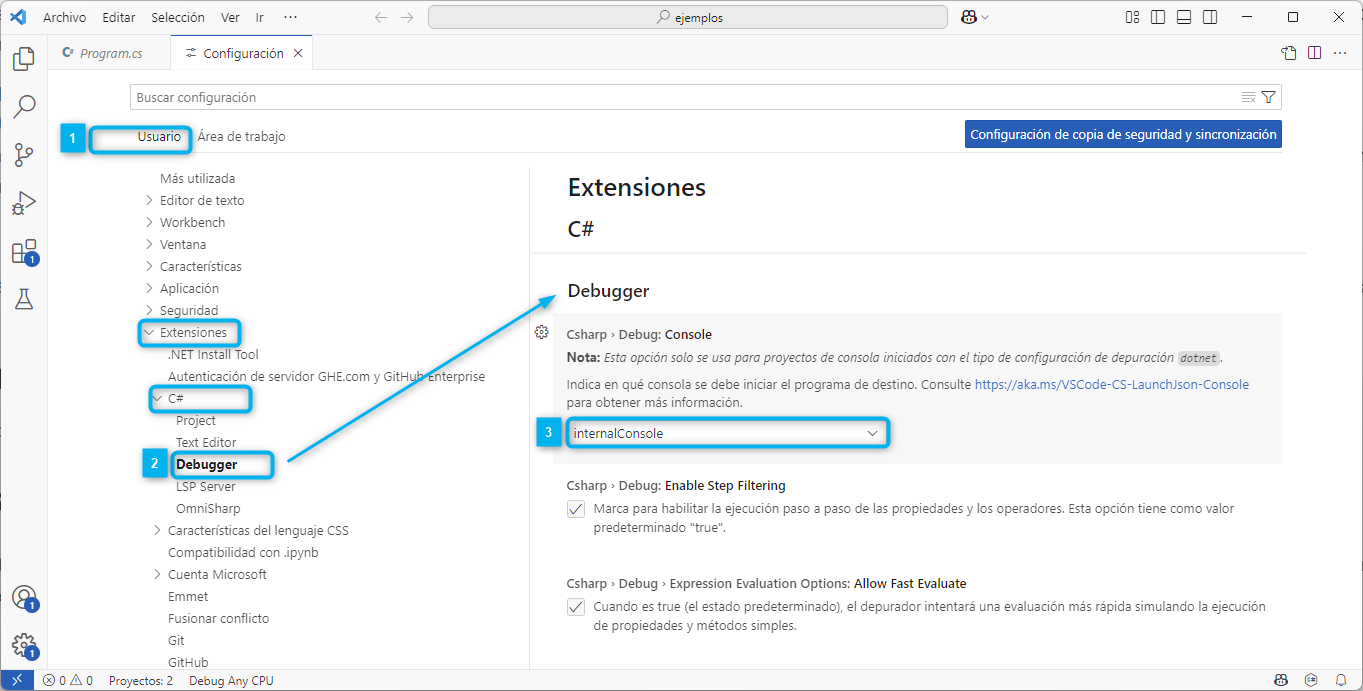 Archivo Editar Selección Ver Ir ···
ejemplos
C# Program.cs
Configuración
Buscar configuración
1
Usuario
Área de trabajo
Configuración de copia de seguridad y sincronización
Más utilizada
Editor de texto
Workbench
Ventana
Características
Aplicación
Seguridad
Extensiones
.NET Install Tool
Autenticación de servidor GHE.com y GitHub Enterprise
C#
Project
Text Editor
2
Debugger
LSP Server
OmniSharp
Características del lenguaje CSS
Compatibilidad con .ipynb
Cuenta Microsoft
Emmet
Fusionar conflicto
Git
GitHub
Extensiones
C#
Debugger
Csharp › Debug: Console
Nota: Esta opción solo se usa para proyectos de consola iniciados con el tipo de configuración de depuración dotnet.
Indica en qué consola se debe iniciar el programa de destino. Consulte https://aka.ms/VSCode-CS-LaunchJson-Console
para obtener más información.
3
internalConsole
Csharp › Debug: Enable Step Filtering
Marca para habilitar la ejecución paso a paso de las propiedades y los operadores. Esta opción tiene como valor
predeterminado "true".
Csharp › Debug › Expression Evaluation Options: Allow Fast Evaluate
Cuando es true (el estado predeterminado), el depurador intentará una evaluación más rápida simulando la ejecución
de propiedades y métodos simples.
1
1
1
0 0 Proyectos: 2 Debug Any CPU